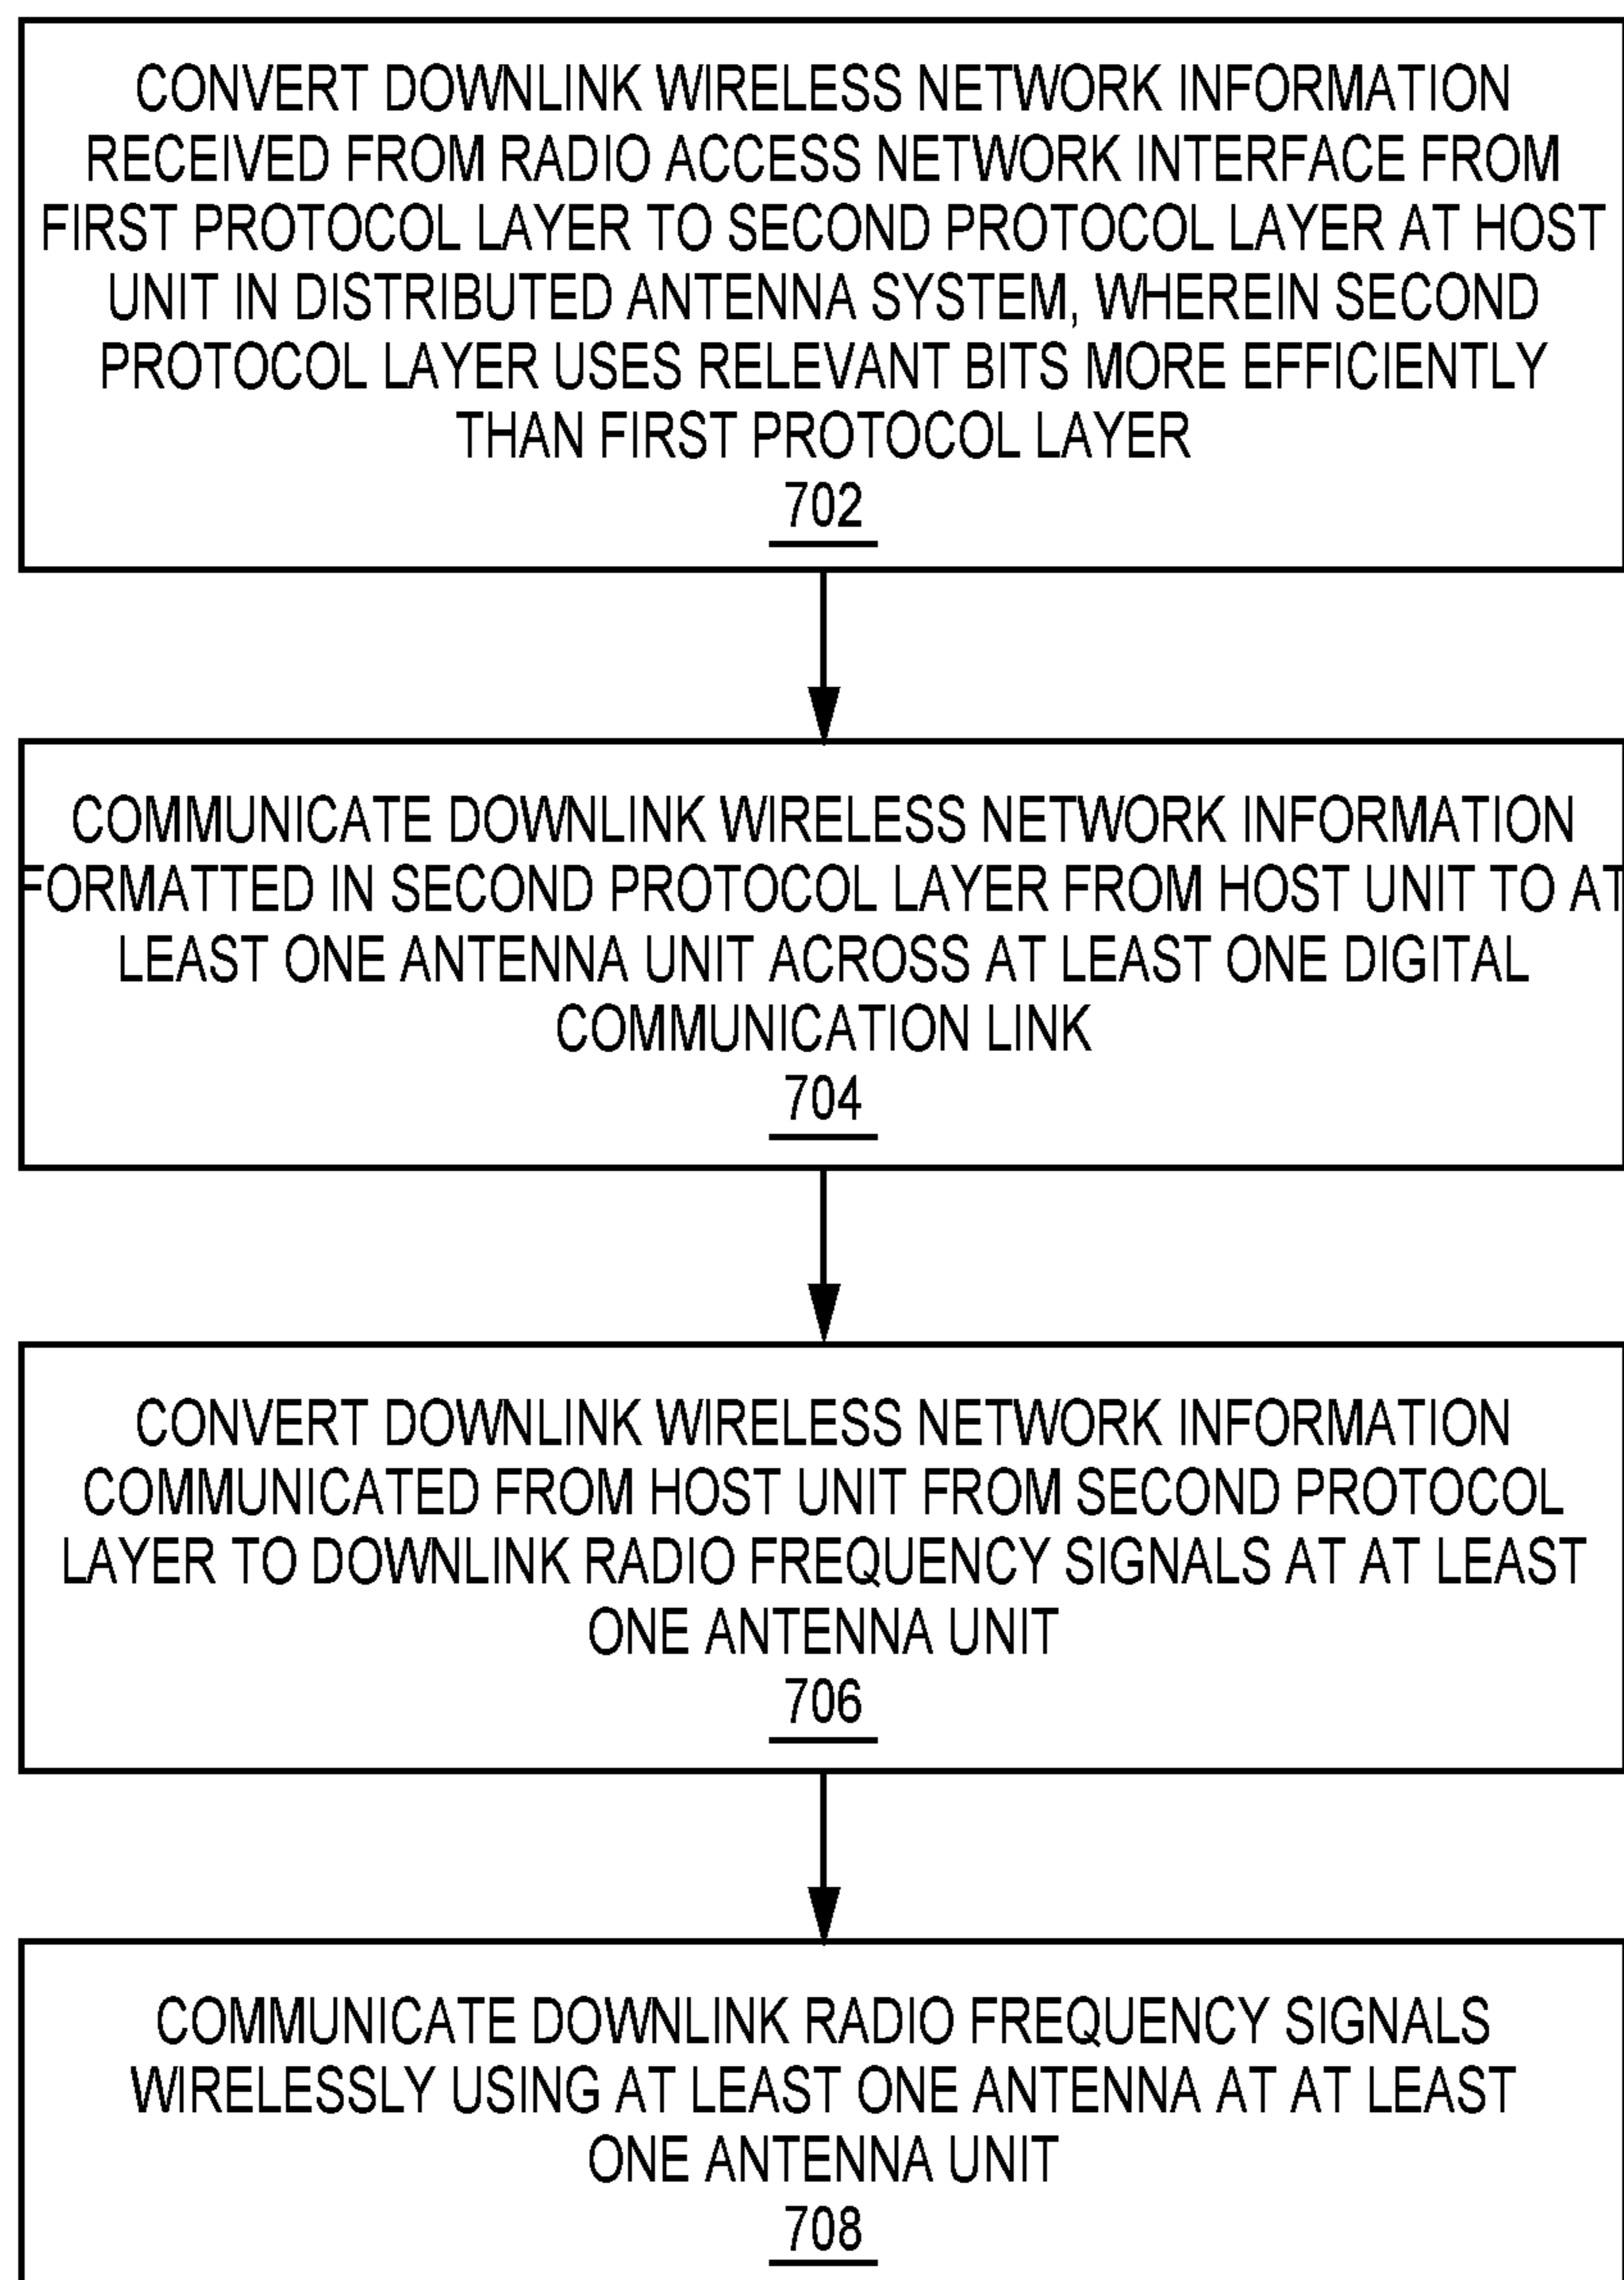 CONVERT DOWNLINK WIRELESS NETWORK INFORMATION
RECEIVED FROM RADIO ACCESS NETWORK INTERFACE FROM
FIRST PROTOCOL LAYER TO SECOND PROTOCOL LAYER AT HOST
UNIT IN DISTRIBUTED ANTENNA SYSTEM, WHEREIN SECOND
PROTOCOL LAYER USES RELEVANT BITS MORE EFFICIENTLY
THAN FIRST PROTOCOL LAYER
702
COMMUNICATE DOWNLINK WIRELESS NETWORK INFORMATION
FORMATTED IN SECOND PROTOCOL LAYER FROM HOST UNIT TO AT
LEAST ONE ANTENNA UNIT ACROSS AT LEAST ONE DIGITAL
COMMUNICATION LINK
704
CONVERT DOWNLINK WIRELESS NETWORK INFORMATION
COMMUNICATED FROM HOST UNIT FROM SECOND PROTOCOL
LAYER TO DOWNLINK RADIO FREQUENCY SIGNALS AT AT LEAST
ONE ANTENNA UNIT
706
COMMUNICATE DOWNLINK RADIO FREQUENCY SIGNALS
WIRELESSLY USING AT LEAST ONE ANTENNA AT AT LEAST
ONE ANTENNA UNIT
708